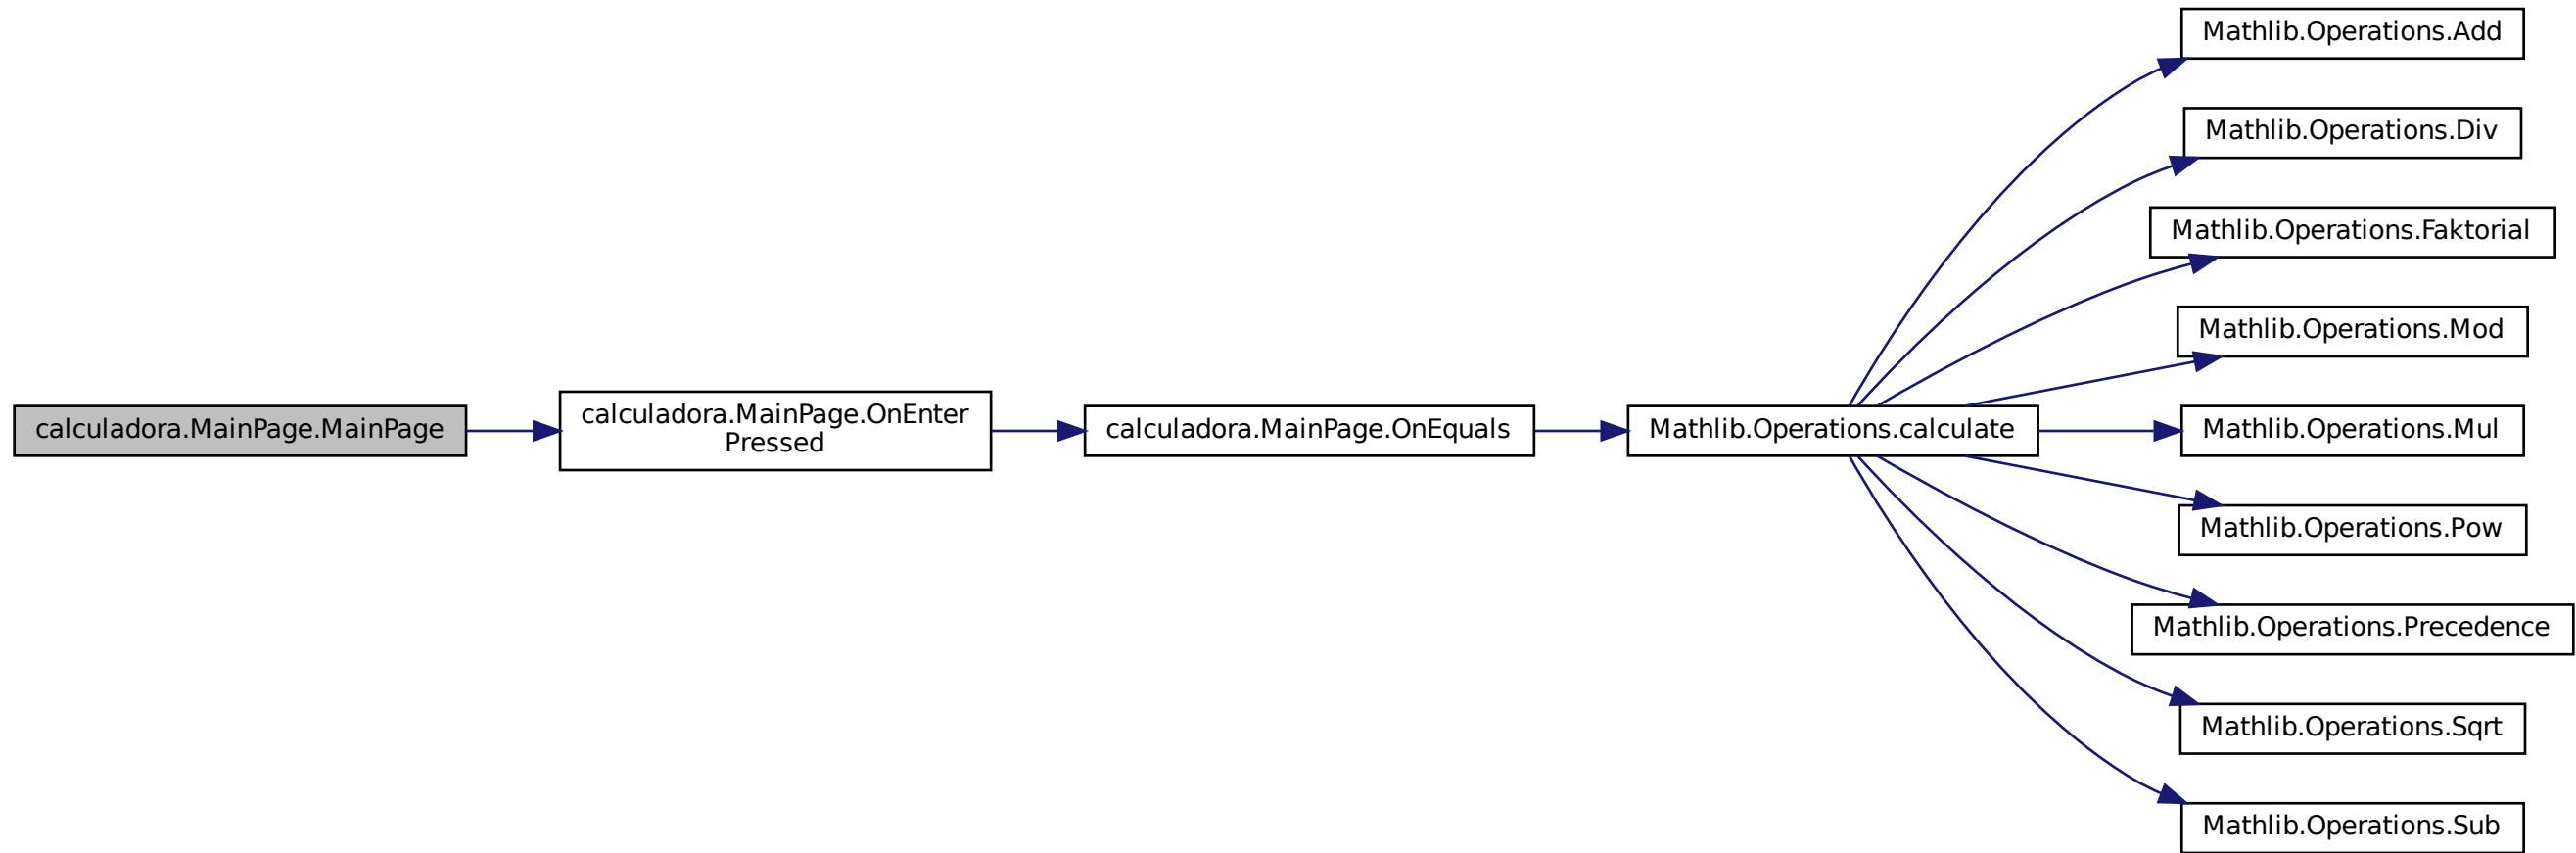 calculadora.MainPage.MainPage
calculadora.MainPage.OnEnter
Pressed
calculadora.MainPage.OnEquals
Mathlib.Operations.calculate
Mathlib.Operations.Add
Mathlib.Operations.Div
Mathlib.Operations.Faktorial
Mathlib.Operations.Mod
Mathlib.Operations.Mul
Mathlib.Operations.Pow
Mathlib.Operations.Precedence
Mathlib.Operations.Sqrt
Mathlib.Operations.Sub